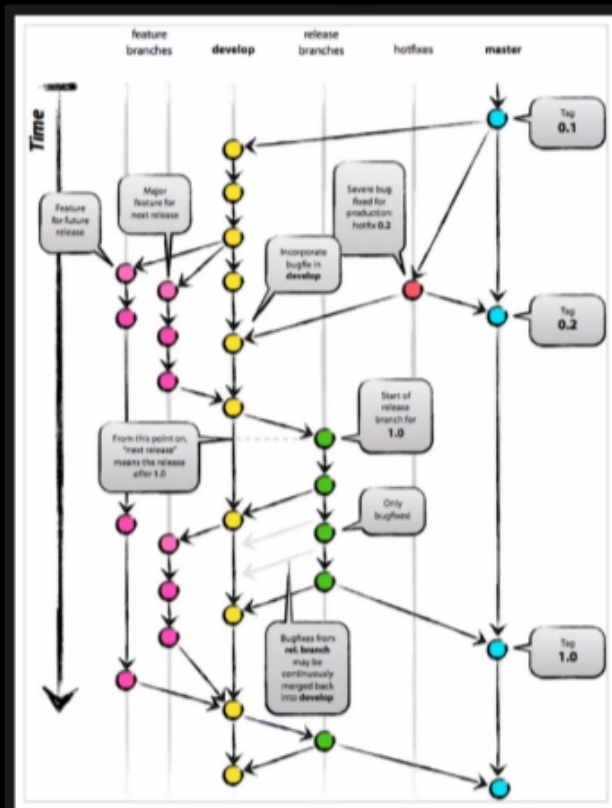 feature
branches
develop
release
branches
hotfixes
master
Time
Tag
0.1
Feature
for future
release
Major
feature for
next release
Severe bug
fixed for
production:
hotfix 0.2
Incorporate
bugfix in
develop
Tag
0.2
Start of
release
branch for
1.0
From this point on,
"next release"
means the release
after 1.0
Only
bugfixes!
Bugfixes from
rel. branch
may be
continuously
merged back
into develop
Tag
1.0